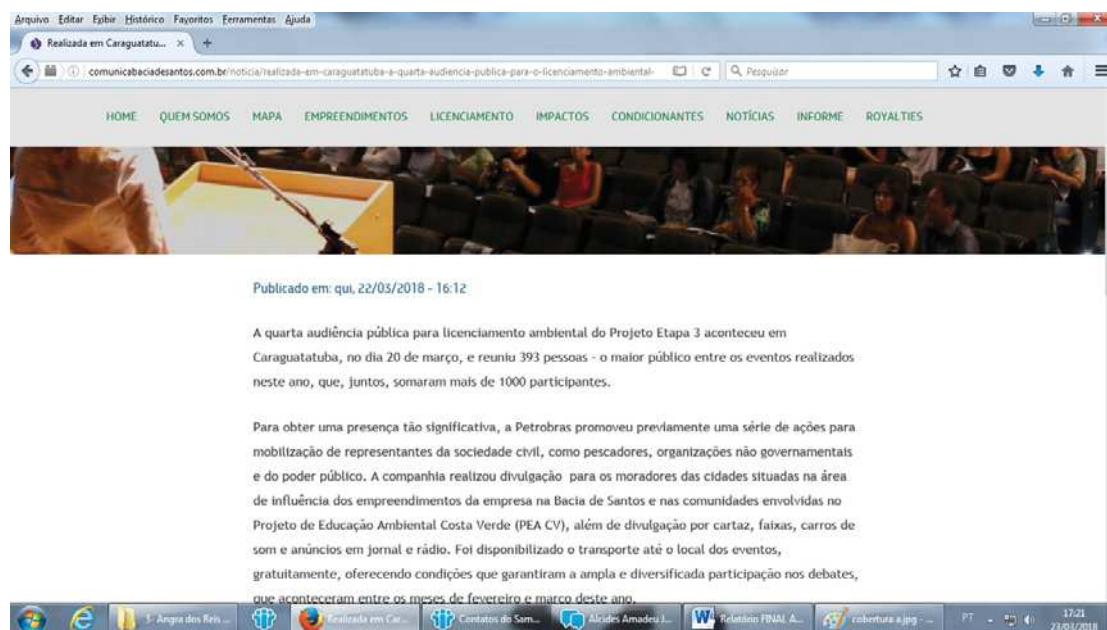 Arquivo Editar Exibir Histórico Favoritos Ferramentas Ajuda
Realizada em Caraguatatu... × +
comunicabaciadesantos.com.br/noticia/realizada-em-caraguatatuba-a-quarta-audiencia-publica-para-o-licenciamento-ambiental-
Pesquisar
HOME QUEM SOMOS MAPA EMPREENDIMENTOS LICENCIAMENTO IMPACTOS CONDICIONANTES NOTÍCIAS INFORME ROYALTIES
Publicado em: qui, 22/03/2018 - 16:12
A quarta audiência pública para licenciamento ambiental do Projeto Etapa 3 aconteceu em
Caraguatatuba, no dia 20 de março, e reuniu 393 pessoas - o maior público entre os eventos realizados
neste ano, que, juntos, somaram mais de 1000 participantes.
Para obter uma presença tão significativa, a Petrobras promoveu previamente uma série de ações para
mobilização de representantes da sociedade civil, como pescadores, organizações não governamentais
e do poder público. A companhia realizou divulgação para os moradores das cidades situadas na área
de influência dos empreendimentos da empresa na Bacia de Santos e nas comunidades envolvidas no
Projeto de Educação Ambiental Costa Verde (PEA CV), além de divulgação por cartaz, faixas, carros de
som e anúncios em jornal e rádio. Foi disponibilizado o transporte até o local dos eventos,
gratuitamente, oferecendo condições que garantiram a ampla e diversificada participação nos debates,
que aconteceram entre os meses de fevereiro e março deste ano.
3- Angra dos Reis ... Realizada em Car... Contatos do Sam... Alcides Amadeu J... Relatório FINAL A... cobertura a.jpg - ... PT 17:21
23/03/2018